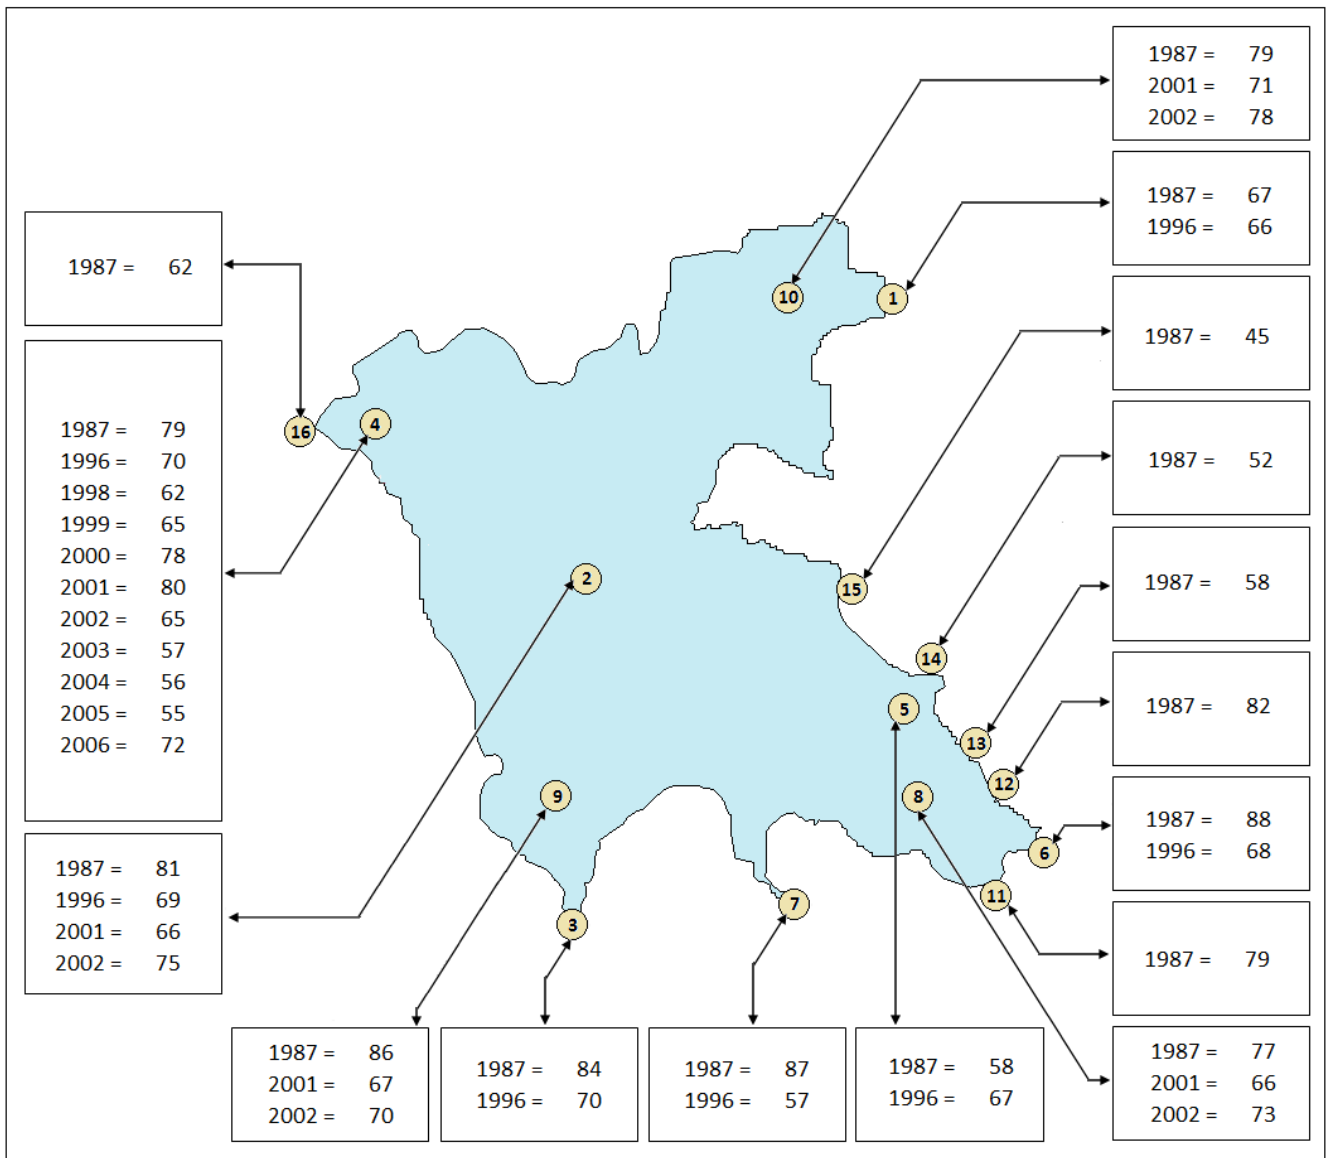 1987 = 79
2001 = 71
2002 = 78
1987 = 67
1996 = 66
1987 = 45
1987 = 52
1987 = 58
1987 = 82
1987 = 88
1996 = 68
1987 = 79
1987 = 77
2001 = 66
2002 = 73
1987 = 62
1987 = 79
1996 = 70
1998 = 62
1999 = 65
2000 = 78
2001 = 80
2002 = 65
2003 = 57
2004 = 56
2005 = 55
2006 = 72
1987 = 81
1996 = 69
2001 = 66
2002 = 75
1987 = 86
2001 = 67
2002 = 70
1987 = 84
1996 = 70
1987 = 87
1996 = 57
1987 = 58
1996 = 67
10
1
16
4
2
15
14
5
13
12
9
8
6
11
7
3